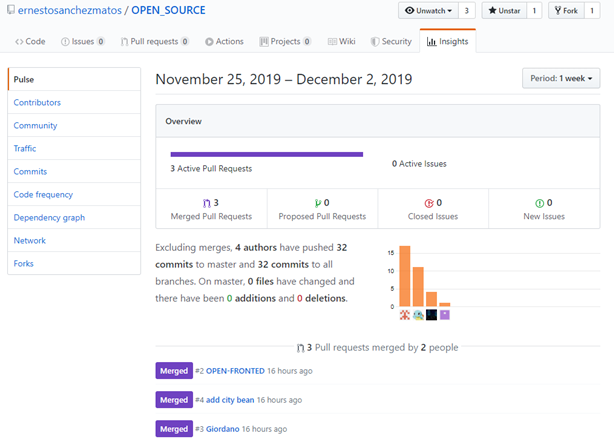 ernestosanchezmatos / OPEN_SOURCE
Unwatch 3 Unstar 1 Fork 1
Code Issues 0 Pull requests 0 Actions Projects 0 Wiki Security Insights
Pulse
Contributors
Community
Traffic
Commits
Code frequency
Dependency graph
Network
Forks
November 25, 2019 – December 2, 2019
Period: 1 week
Overview
3 Active Pull Requests
0 Active Issues
3 0 0 0
Merged Pull Requests Proposed Pull Requests Closed Issues New Issues
Excluding merges, 4 authors have pushed 32
commits to master and 32 commits to all
branches. On master, 0 files have changed and
there have been 0 additions and 0 deletions.
15
10
5
0
3 Pull requests merged by 2 people
Merged #2 OPEN-FRONTED 16 hours ago
Merged #4 add city bean 16 hours ago
Merged #3 Giordano 16 hours ago